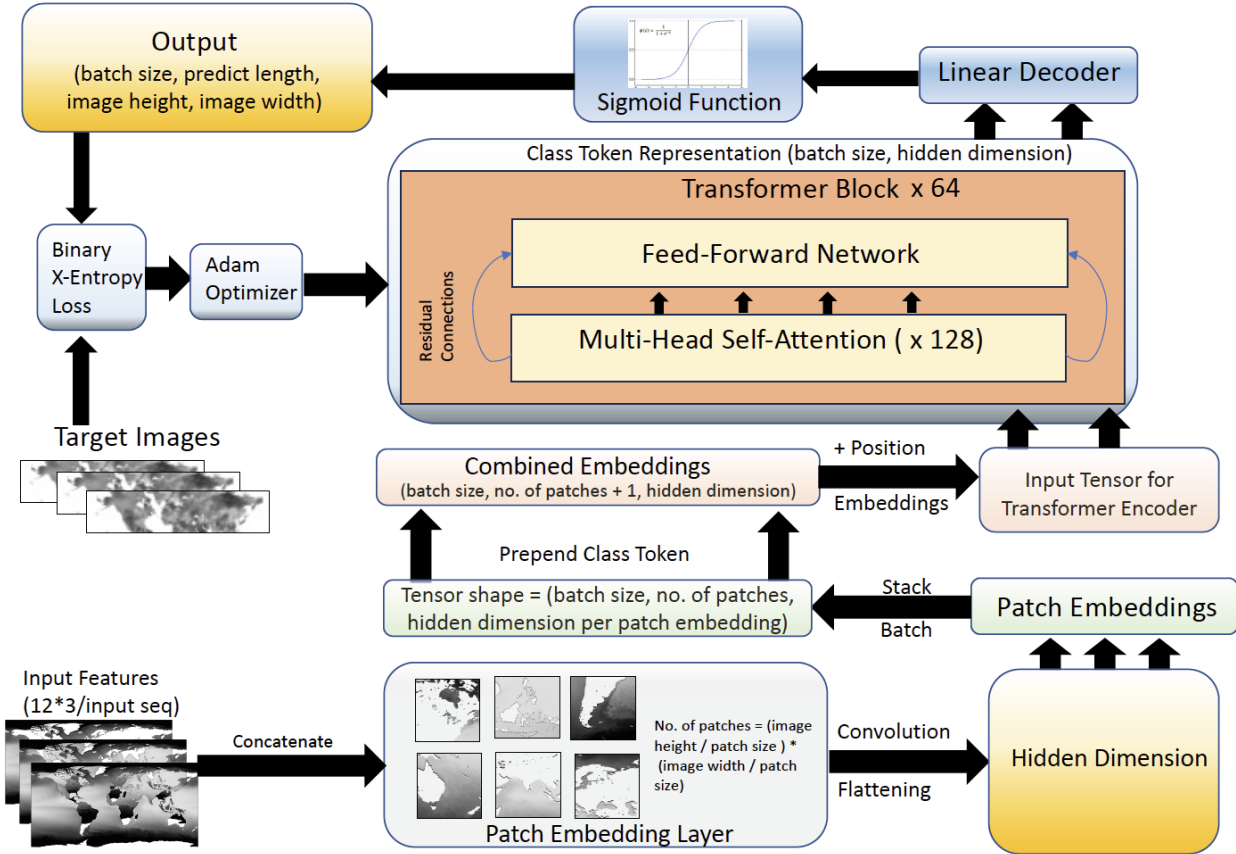 Output
(batch size, predict length,
image height, image width)
Sigmoid Function
Linear Decoder
Class Token Representation (batch size, hidden dimension)
Transformer Block x 64
Feed-Forward Network
Multi-Head Self-Attention ( x 128)
Residual
Connections
Binary
X-Entropy
Loss
Adam
Optimizer
Target Images
Combined Embeddings
(batch size, no. of patches + 1, hidden dimension)
+ Position
Embeddings
Input Tensor for
Transformer Encoder
Prepend Class Token
Tensor shape = (batch size, no. of patches,
hidden dimension per patch embedding)
Stack
Batch
Patch Embeddings
Input Features
(12*3/input seq)
Concatenate
No. of patches = (image
height / patch size ) *
(image width / patch
size)
Patch Embedding Layer
Convolution
Flattening
Hidden Dimension